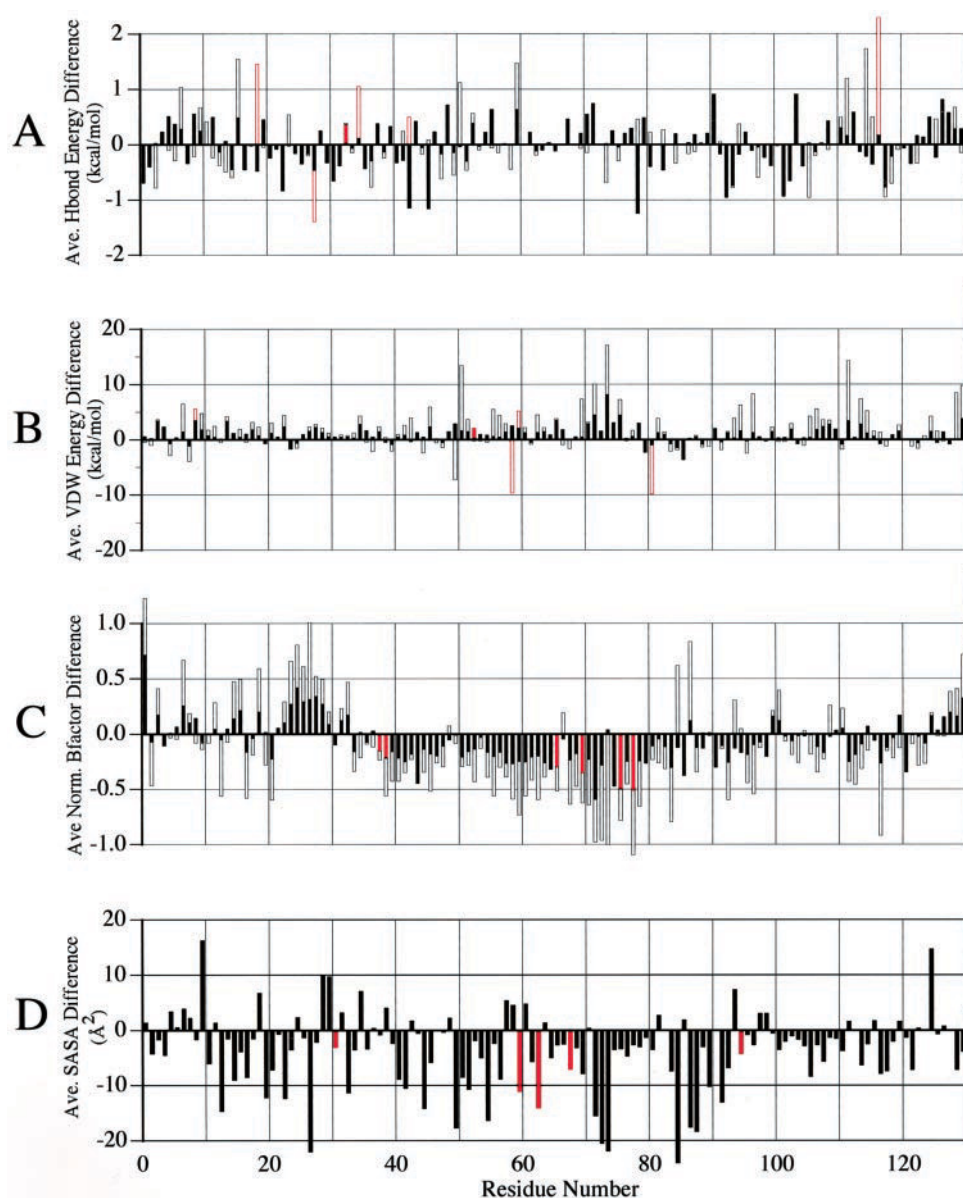 A
Ave. Hbond Energy Difference
(kcal/mol)
2
1
0
-1
-2
B
Ave. VDW Energy Difference
(kcal/mol)
20
10
0
-10
-20
C
Ave Norm. Bfactor Difference
1.0
0.5
0.0
-0.5
-1.0
D
Ave. SASA Difference
(Å²)
20
10
0
-10
-20
0 20 40 60 80 100 120
Residue Number